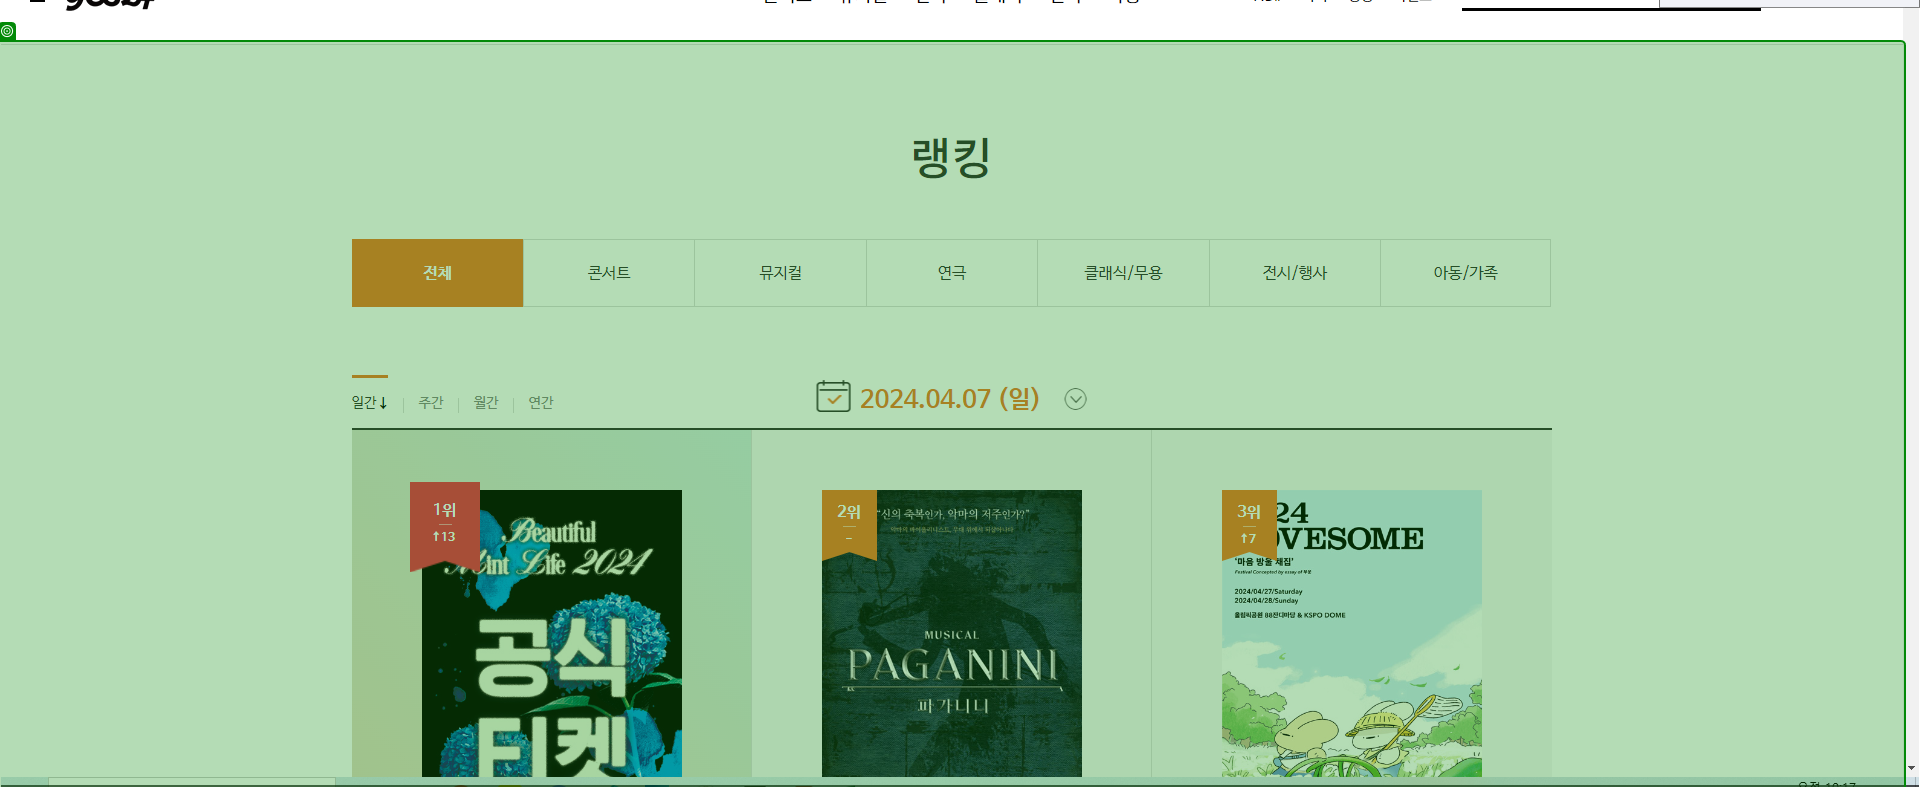 랭킹
전체 콘서트 뮤지컬 연극 클래식/무용 전시/행사 아동/가족
일간↓ 주간 월간 연간
2024.04.07 (일)
1위
↑13
Beautiful
Mint Life 2024
공식
티켓
2위
–
“신의 축복인가, 악마의 저주인가?”
MUSICAL
PAGANINI
파가니니
3위
↑7
24
OVESOME
‘마음 방울 채집’
2024/04/27/Saturday
2024/04/28/Sunday
올림픽공원 88잔디마당 & KSPO DOME